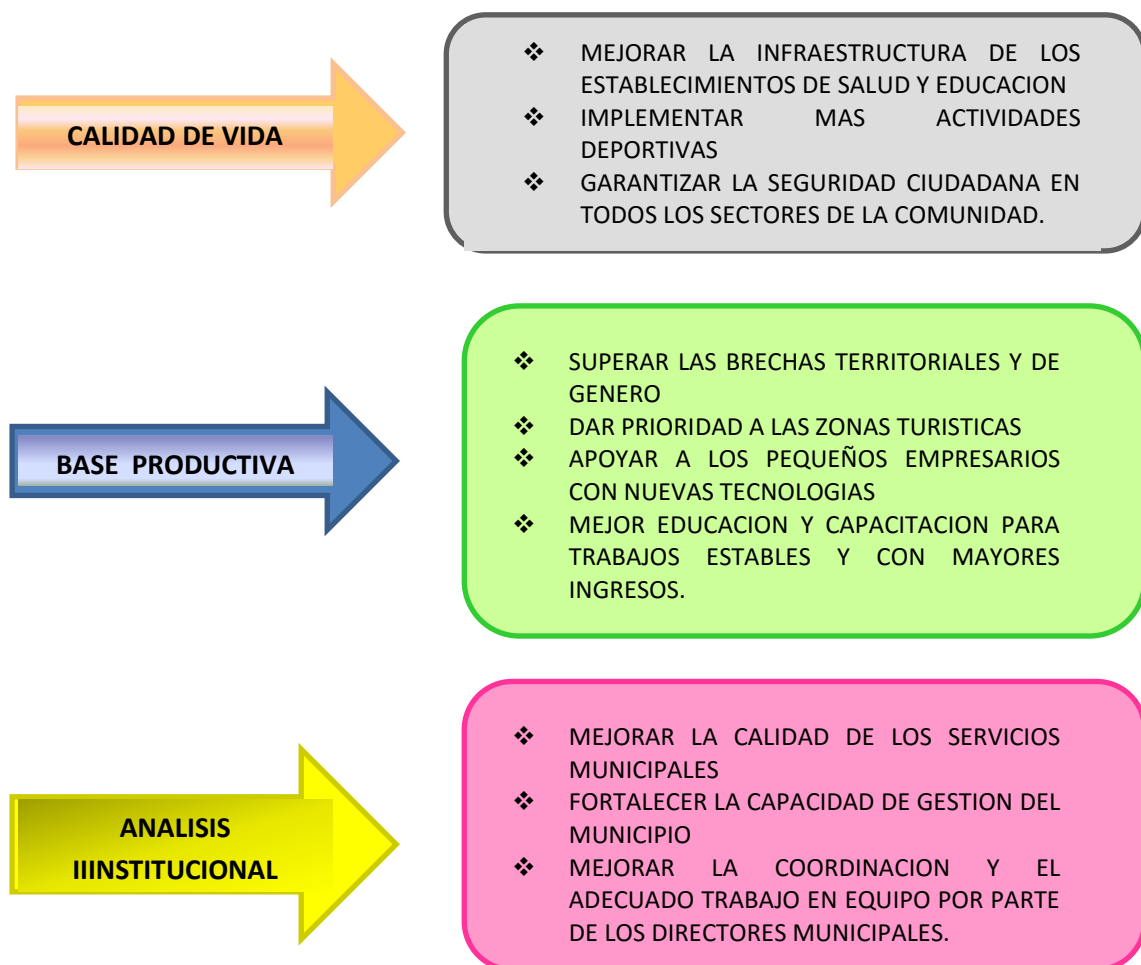 CALIDAD DE VIDA
❖ MEJORAR LA INFRAESTRUCTURA DE LOS
ESTABLECIMIENTOS DE SALUD Y EDUCACION
❖ IMPLEMENTAR MAS ACTIVIDADES
DEPORTIVAS
❖ GARANTIZAR LA SEGURIDAD CIUDADANA EN
TODOS LOS SECTORES DE LA COMUNIDAD.
BASE PRODUCTIVA
❖ SUPERAR LAS BRECHAS TERRITORIALES Y DE
GENERO
❖ DAR PRIORIDAD A LAS ZONAS TURISTICAS
❖ APOYAR A LOS PEQUEÑOS EMPRESARIOS
CON NUEVAS TECNOLOGIAS
❖ MEJOR EDUCACION Y CAPACITACION PARA
TRABAJOS ESTABLES Y CON MAYORES
INGRESOS.
ANALISIS
IIINSTITUCIONAL
❖ MEJORAR LA CALIDAD DE LOS SERVICIOS
MUNICIPALES
❖ FORTALECER LA CAPACIDAD DE GESTION DEL
MUNICIPIO
❖ MEJORAR LA COORDINACION Y EL
ADECUADO TRABAJO EN EQUIPO POR PARTE
DE LOS DIRECTORES MUNICIPALES.